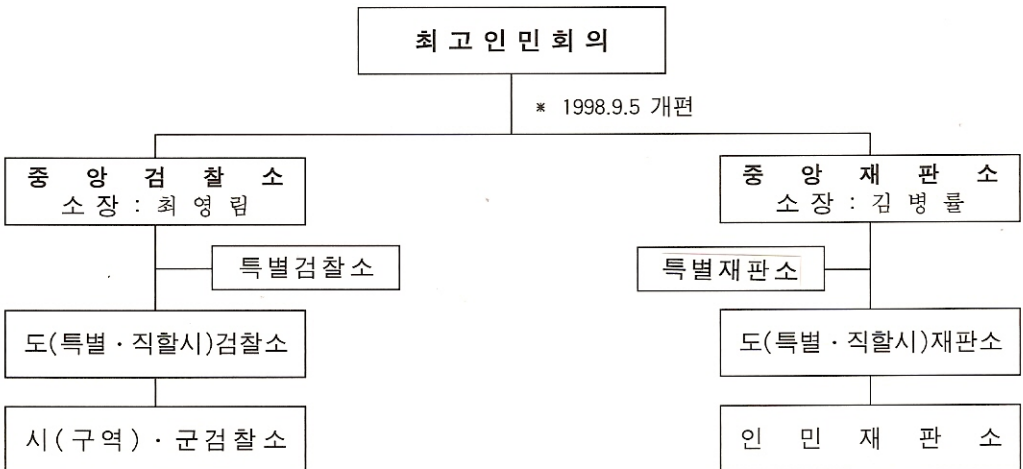 최고인민회의
※ 1998.9.5 개편
중앙검찰소
소장 : 최영림
중앙재판소
소장 : 김병률
특별검찰소
특별재판소
도(특별·직할시)검찰소
도(특별·직할시)재판소
시(구역)·군검찰소
인민재판소